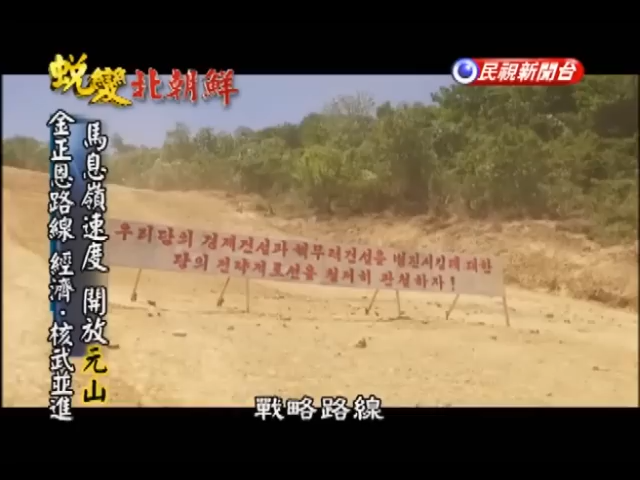 蛻變北朝鮮
民視新聞台
馬息嶺速度 開放元山
金正恩路線 經濟·核武並進
우리당의 경제건설과 핵무력건설을 병진시킬데 대한
당의 전략적로선을 철저히 관철하자!
戰略路線